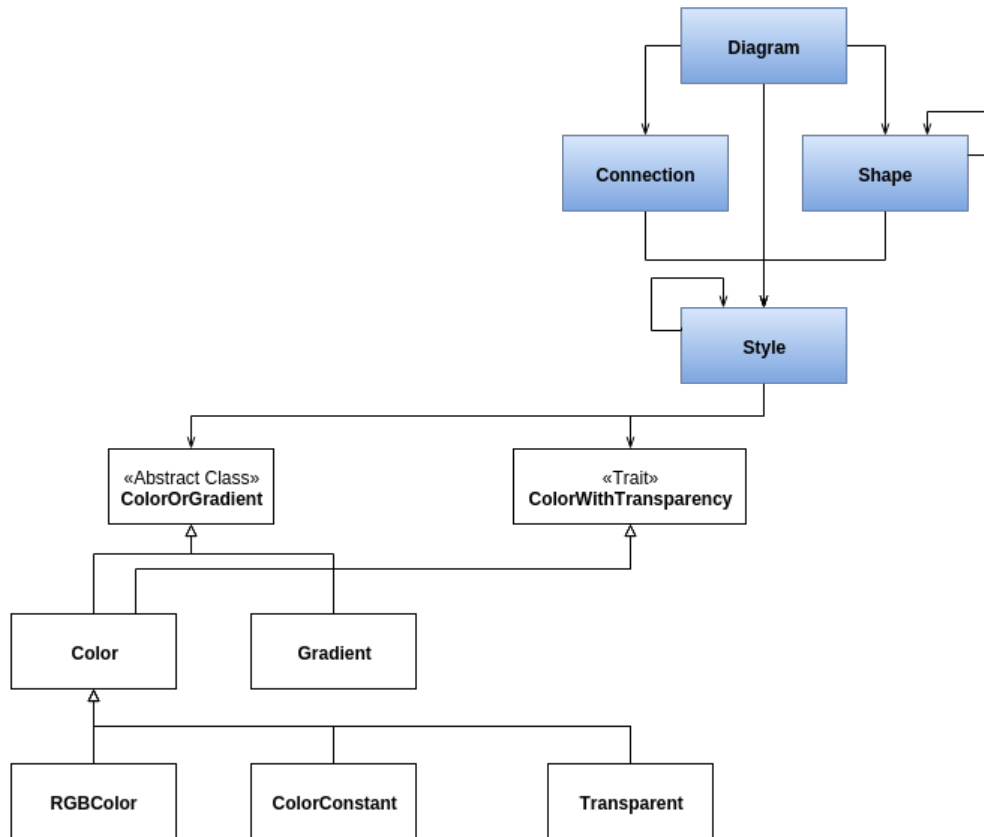 Diagram
Connection
Shape
Style
«Abstract Class»
ColorOrGradient
«Trait»
ColorWithTransparency
Color
Gradient
RGBColor
ColorConstant
Transparent